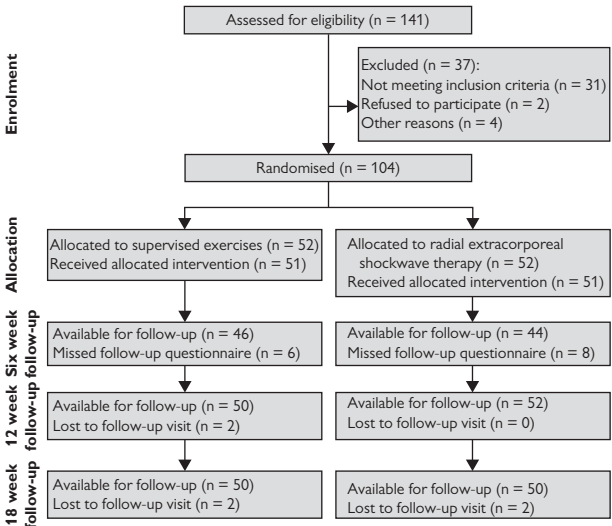 Assessed for eligibility (n = 141)
Enrolment
Excluded (n = 37):
Not meeting inclusion criteria (n = 31)
Refused to participate (n = 2)
Other reasons (n = 4)
Randomised (n = 104)
Allocation
Allocated to supervised exercises (n = 52)
Received allocated intervention (n = 51)
Allocated to radial extracorporeal
shockwave therapy (n = 52)
Received allocated intervention (n = 51)
Six week
follow-up
Available for follow-up (n = 46)
Missed follow-up questionnaire (n = 6)
Available for follow-up (n = 44)
Missed follow-up questionnaire (n = 8)
12 week
follow-up
Available for follow-up (n = 50)
Lost to follow-up visit (n = 2)
Available for follow-up (n = 52)
Lost to follow-up visit (n = 0)
18 week
follow-up
Available for follow-up (n = 50)
Lost to follow-up visit (n = 2)
Available for follow-up (n = 50)
Lost to follow-up visit (n = 2)